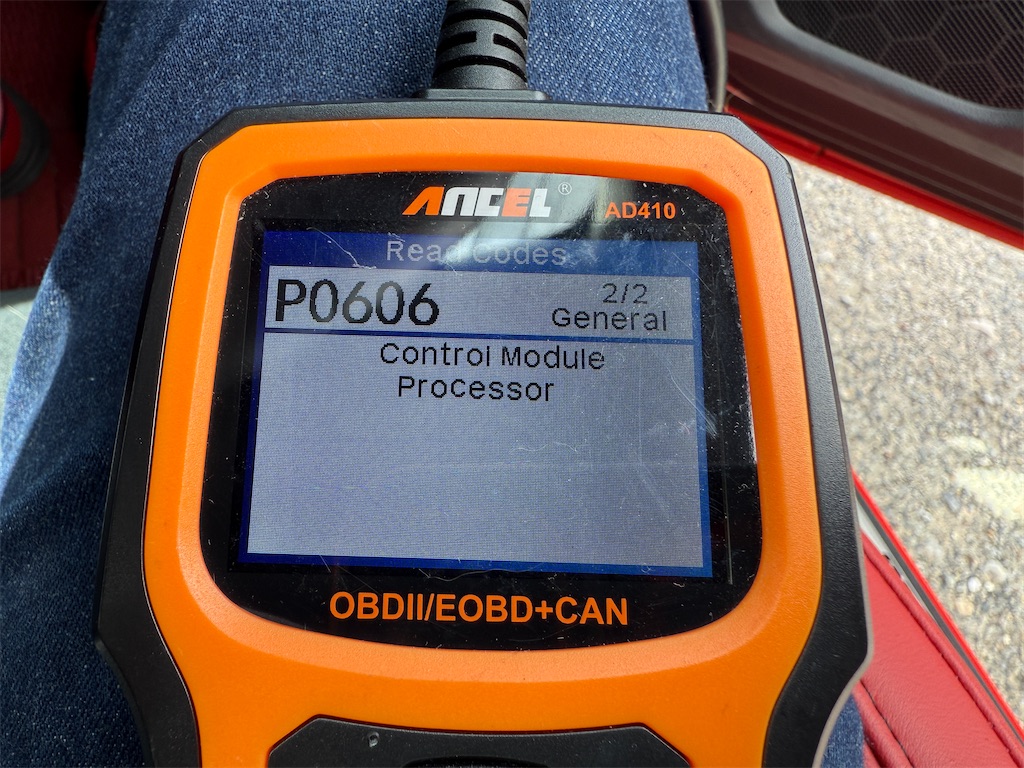 ANCEL®
AD410
Read Codes
P0606
2/2
General
Control Module
Processor
OBDII/EOBD+CAN